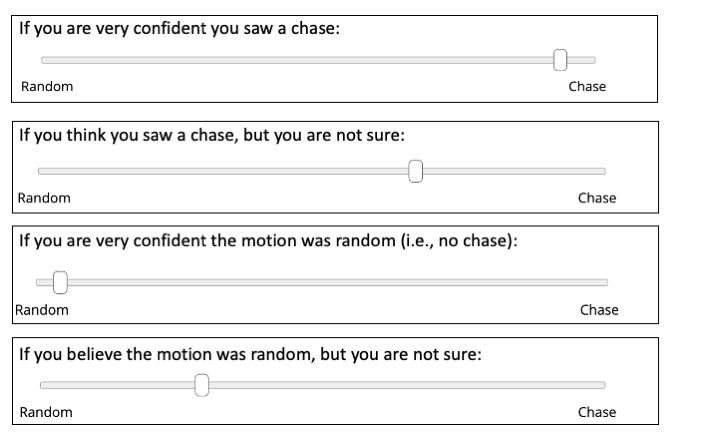 If you are very confident you saw a chase:
Random Chase
If you think you saw a chase, but you are not sure:
Random Chase
If you are very confident the motion was random (i.e., no chase):
Random Chase
If you believe the motion was random, but you are not sure:
Random Chase